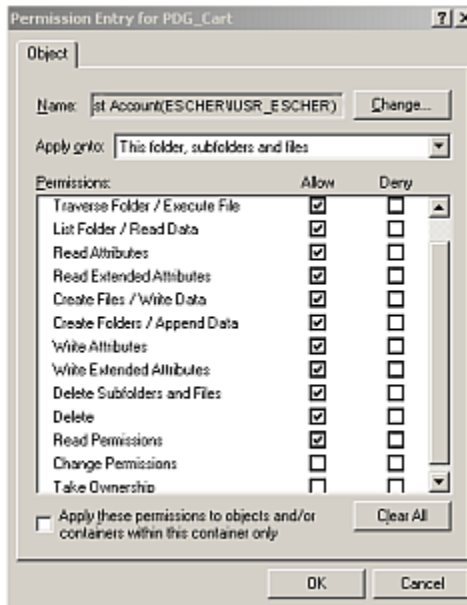 Permission Entry for PDG_Cart
Object
Name: st Account(ESCHER\IUSR_ESCHER) Change...
Apply onto: This folder, subfolders and files
Permissions: Allow Deny
Traverse Folder / Execute File
List Folder / Read Data
Read Attributes
Read Extended Attributes
Create Files / Write Data
Create Folders / Append Data
Write Attributes
Write Extended Attributes
Delete Subfolders and Files
Delete
Read Permissions
Change Permissions
Take Ownership
Apply these permissions to objects and/or Clear All
containers within this container only
OK Cancel